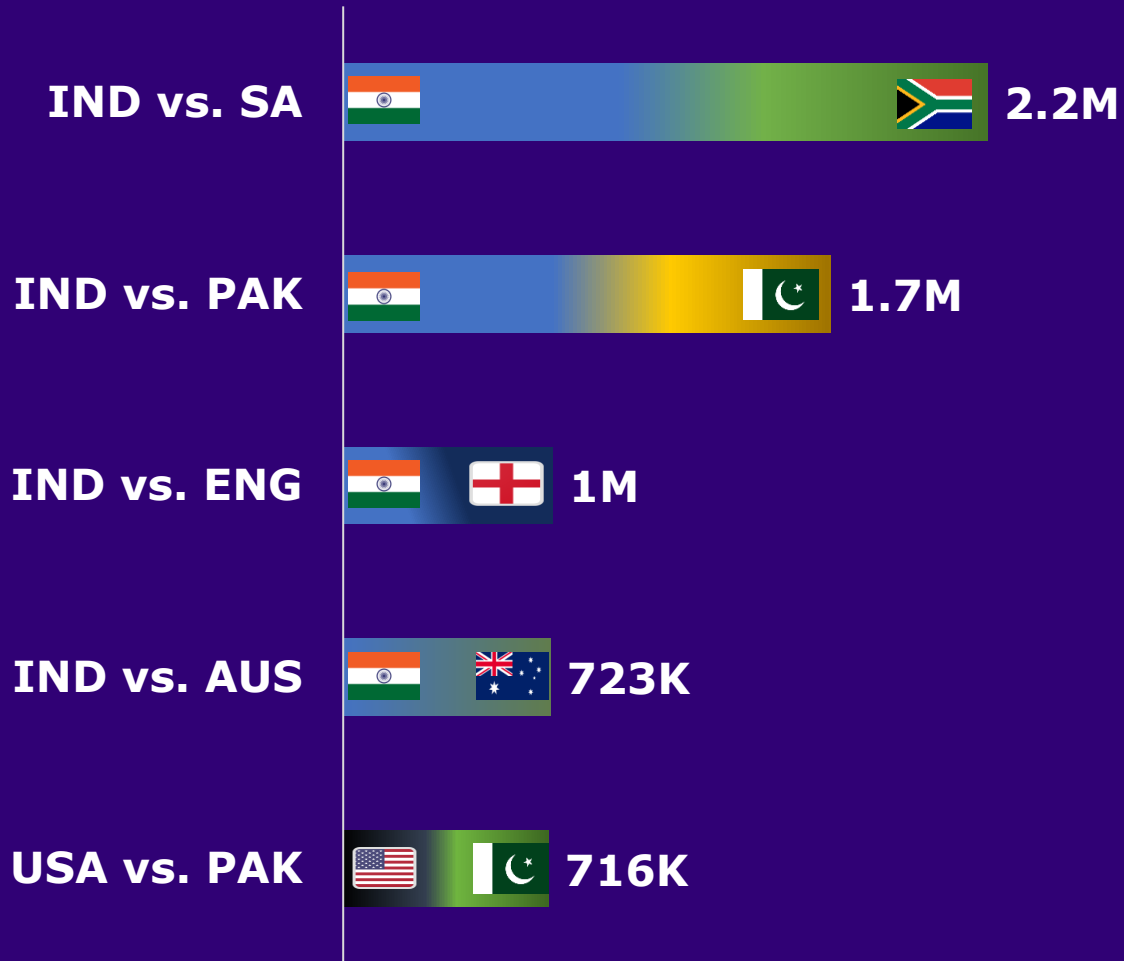 IND vs. SA 2.2M
IND vs. PAK 1.7M
IND vs. ENG 1M
IND vs. AUS 723K
USA vs. PAK 716K